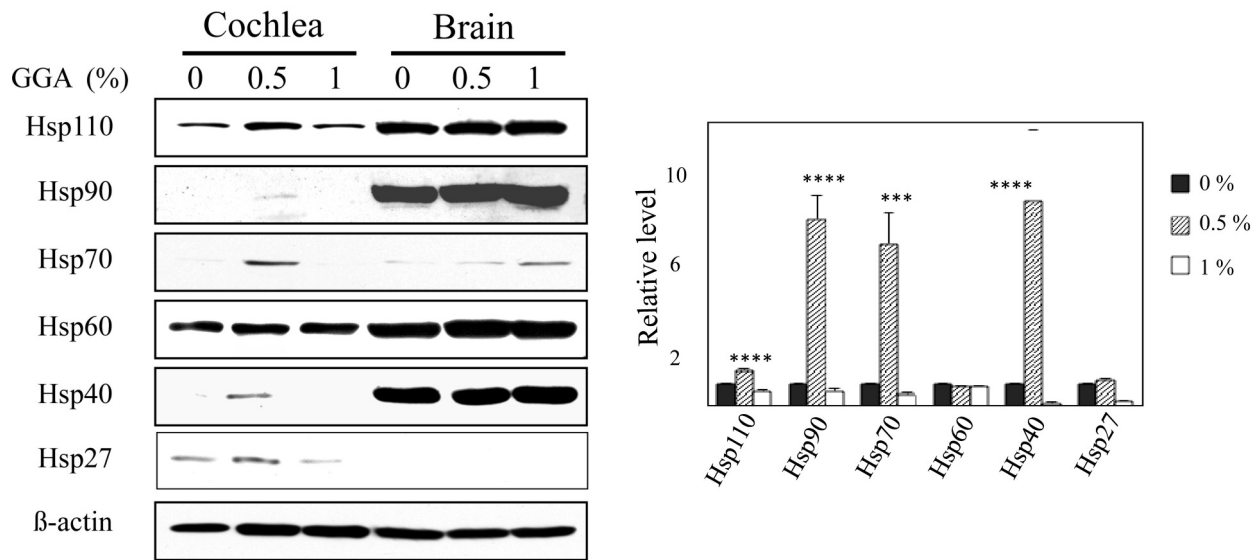 Cochlea Brain
GGA (%) 0 0.5 1 0 0.5 1
Hsp110
Hsp90
Hsp70
Hsp60
Hsp40
Hsp27
ß-actin
Relative level
10
6
2
****
****
***
****
Hsp110 Hsp90 Hsp70 Hsp60 Hsp40 Hsp27
0 %
0.5 %
1 %